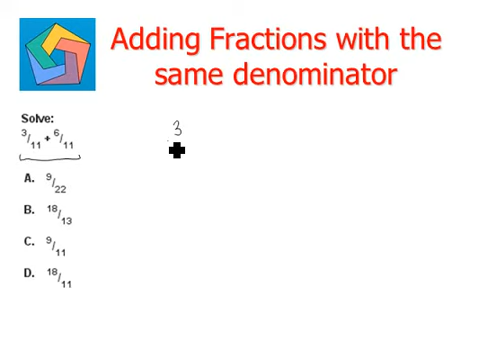 Adding Fractions with the
same denominator
Solve:
3/11 + 6/11
3
A. 9/22
B. 18/13
C. 9/11
D. 18/11